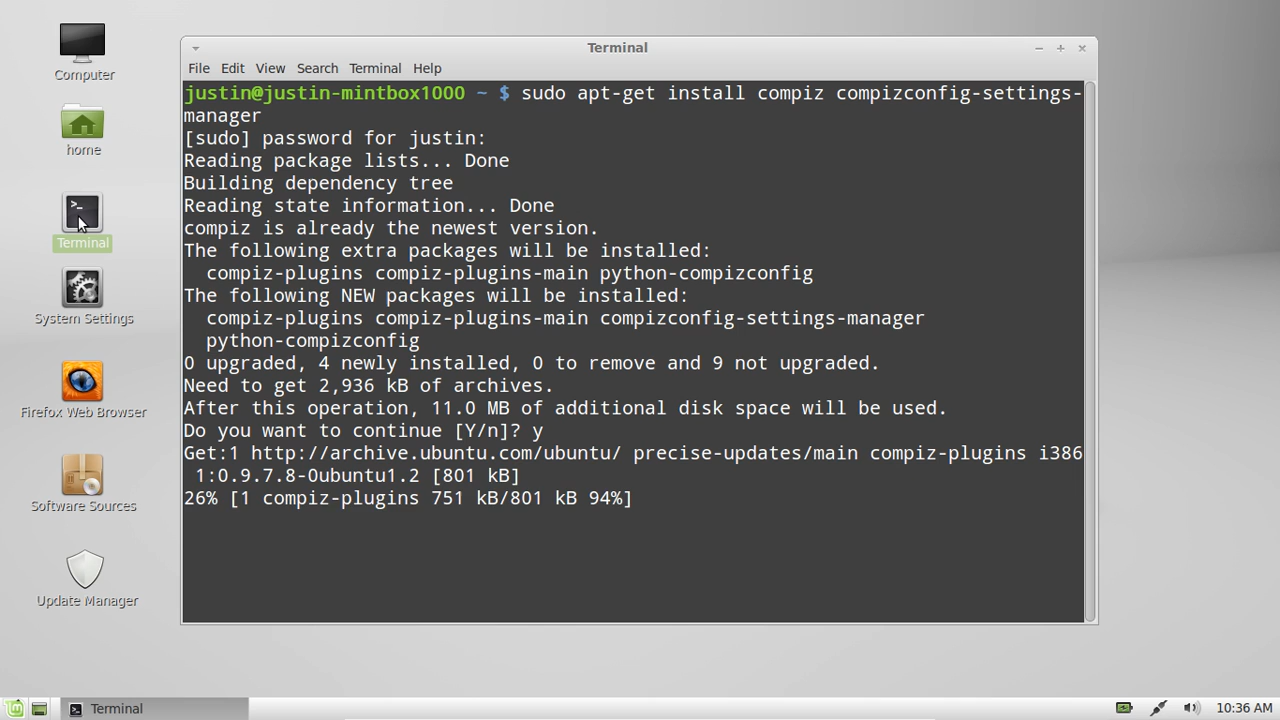 Computer
home
Terminal
System Settings
Firefox Web Browser
Software Sources
Update Manager
Terminal
File Edit View Search Terminal Help
justin@justin-mintbox1000 ~ $ sudo apt-get install compiz compizconfig-settings-
manager
[sudo] password for justin:
Reading package lists... Done
Building dependency tree
Reading state information... Done
compiz is already the newest version.
The following extra packages will be installed:
  compiz-plugins compiz-plugins-main python-compizconfig
The following NEW packages will be installed:
  compiz-plugins compiz-plugins-main compizconfig-settings-manager
  python-compizconfig
0 upgraded, 4 newly installed, 0 to remove and 9 not upgraded.
Need to get 2,936 kB of archives.
After this operation, 11.0 MB of additional disk space will be used.
Do you want to continue [Y/n]? y
Get:1 http://archive.ubuntu.com/ubuntu/ precise-updates/main compiz-plugins i386
 1:0.9.7.8-0ubuntu1.2 [801 kB]
26% [1 compiz-plugins 751 kB/801 kB 94%]
Terminal
10:36 AM